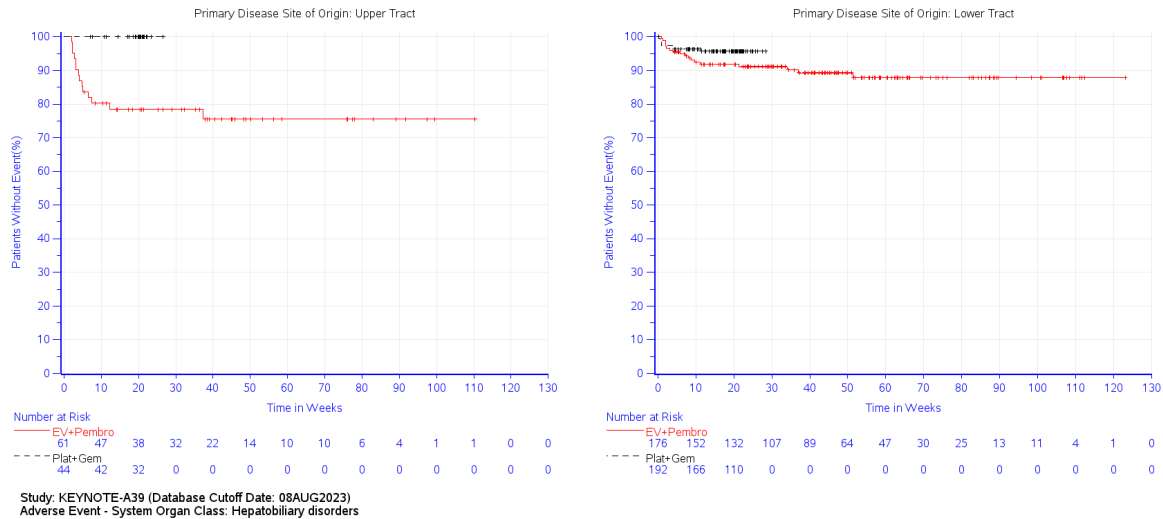 Primary Disease Site of Origin: Upper Tract
Patients Without Event(%)
100
90
80
70
60
50
40
30
20
10
0
0 10 20 30 40 50 60 70 80 90 100 110 120 130
Time in Weeks
Number at Risk
EV+Pembro
61 47 38 32 22 14 10 10 6 4 1 1 0 0
Plat+Gem
44 42 32 0 0 0 0 0 0 0 0 0 0 0
Primary Disease Site of Origin: Lower Tract
Patients Without Event(%)
100
90
80
70
60
50
40
30
20
10
0
0 10 20 30 40 50 60 70 80 90 100 110 120 130
Time in Weeks
Number at Risk
EV+Pembro
176 152 132 107 89 64 47 30 25 13 11 4 1 0
Plat+Gem
192 166 110 0 0 0 0 0 0 0 0 0 0 0
Study: KEYNOTE-A39 (Database Cutoff Date: 08AUG2023)
Adverse Event - System Organ Class: Hepatobiliary disorders